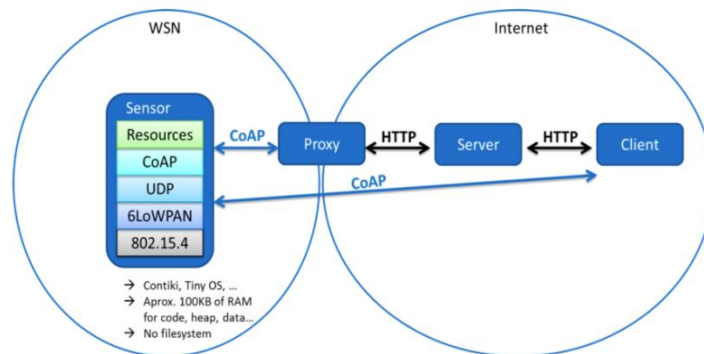 WSN
Internet
Sensor
Resources
CoAP
UDP
6LoWPAN
802.15.4
CoAP
Proxy
HTTP
Server
HTTP
Client
CoAP
→ Contiki, Tiny OS, ...
→ Aprox. 100KB of RAM
for code, heap, data...
→ No filesystem